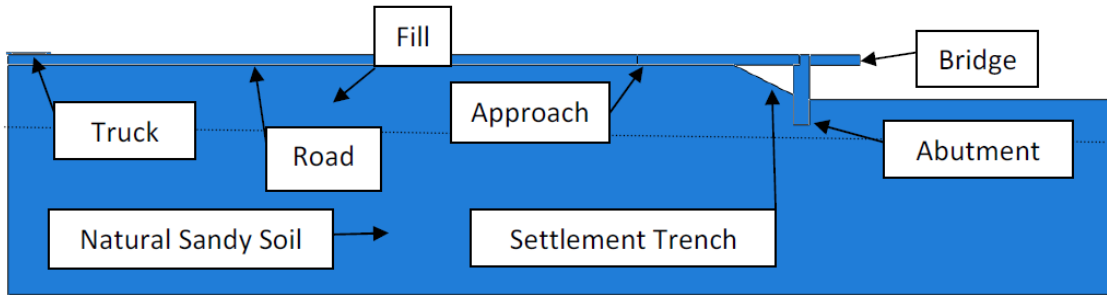 Fill
Bridge
Truck
Road
Approach
Abutment
Natural Sandy Soil
Settlement Trench